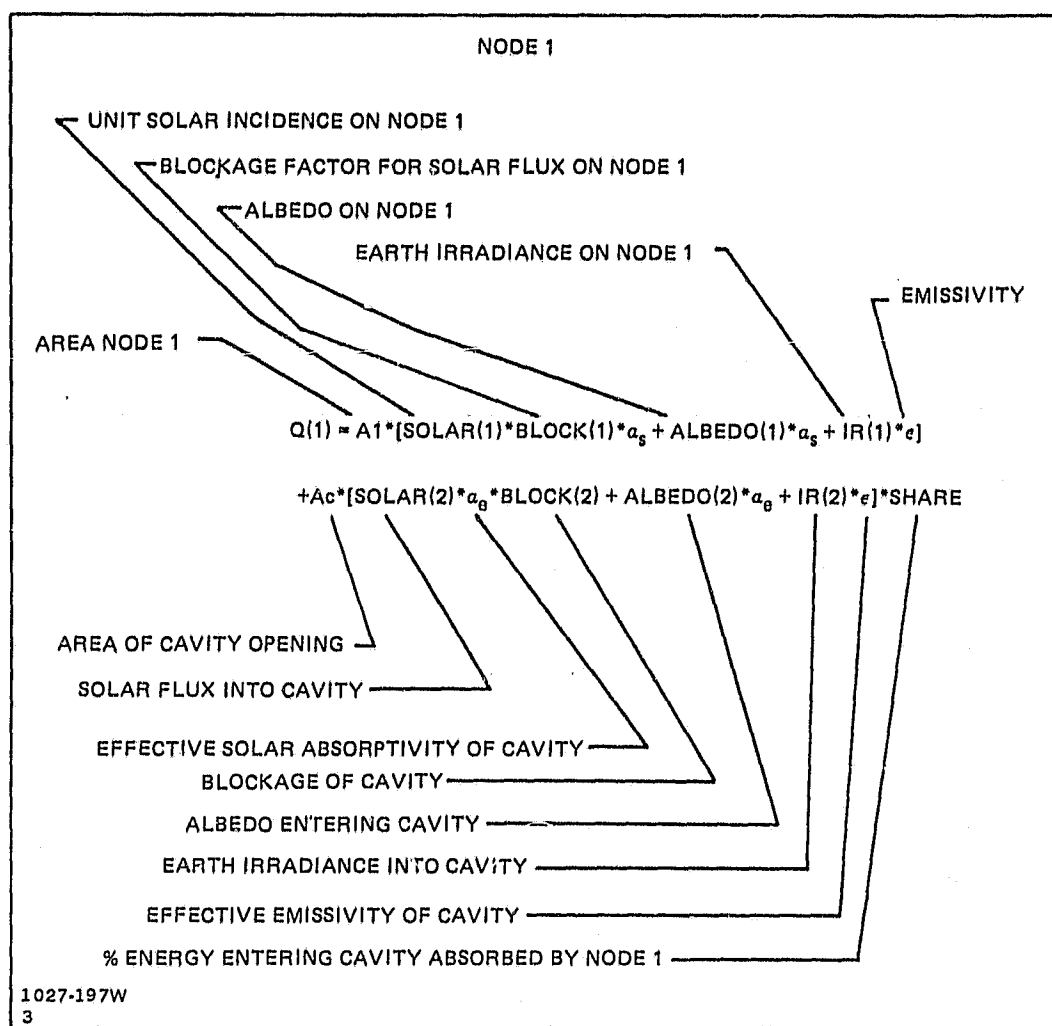 NODE 1
UNIT SOLAR INCIDENCE ON NODE 1
BLOCKAGE FACTOR FOR SOLAR FLUX ON NODE 1
ALBEDO ON NODE 1
EARTH IRRADIANCE ON NODE 1
EMISSIVITY
AREA NODE 1
Q(1) = A1*[SOLAR(1)*BLOCK(1)*aₛ + ALBEDO(1)*aₛ + IR(1)*e]
+Ac*[SOLAR(2)*aₑ*BLOCK(2) + ALBEDO(2)*aₑ + IR(2)*e]*SHARE
AREA OF CAVITY OPENING
SOLAR FLUX INTO CAVITY
EFFECTIVE SOLAR ABSORPTIVITY OF CAVITY
BLOCKAGE OF CAVITY
ALBEDO ENTERING CAVITY
EARTH IRRADIANCE INTO CAVITY
EFFECTIVE EMISSIVITY OF CAVITY
% ENERGY ENTERING CAVITY ABSORBED BY NODE 1
1027-197W
3